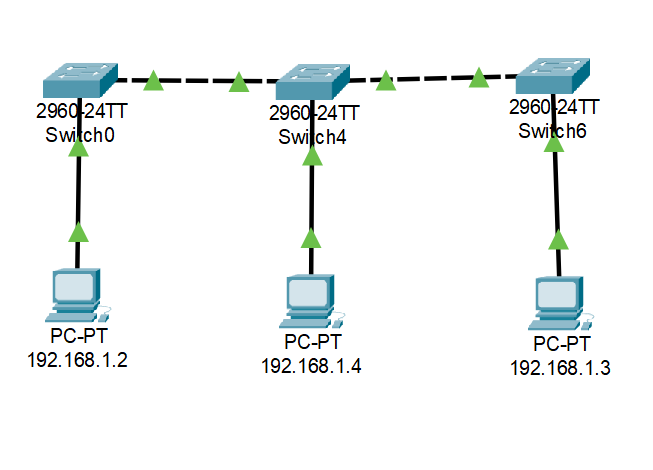 2960-24TT
Switch0
2960-24TT
Switch4
2960-24TT
Switch6
PC-PT
192.168.1.2
PC-PT
192.168.1.4
PC-PT
192.168.1.3